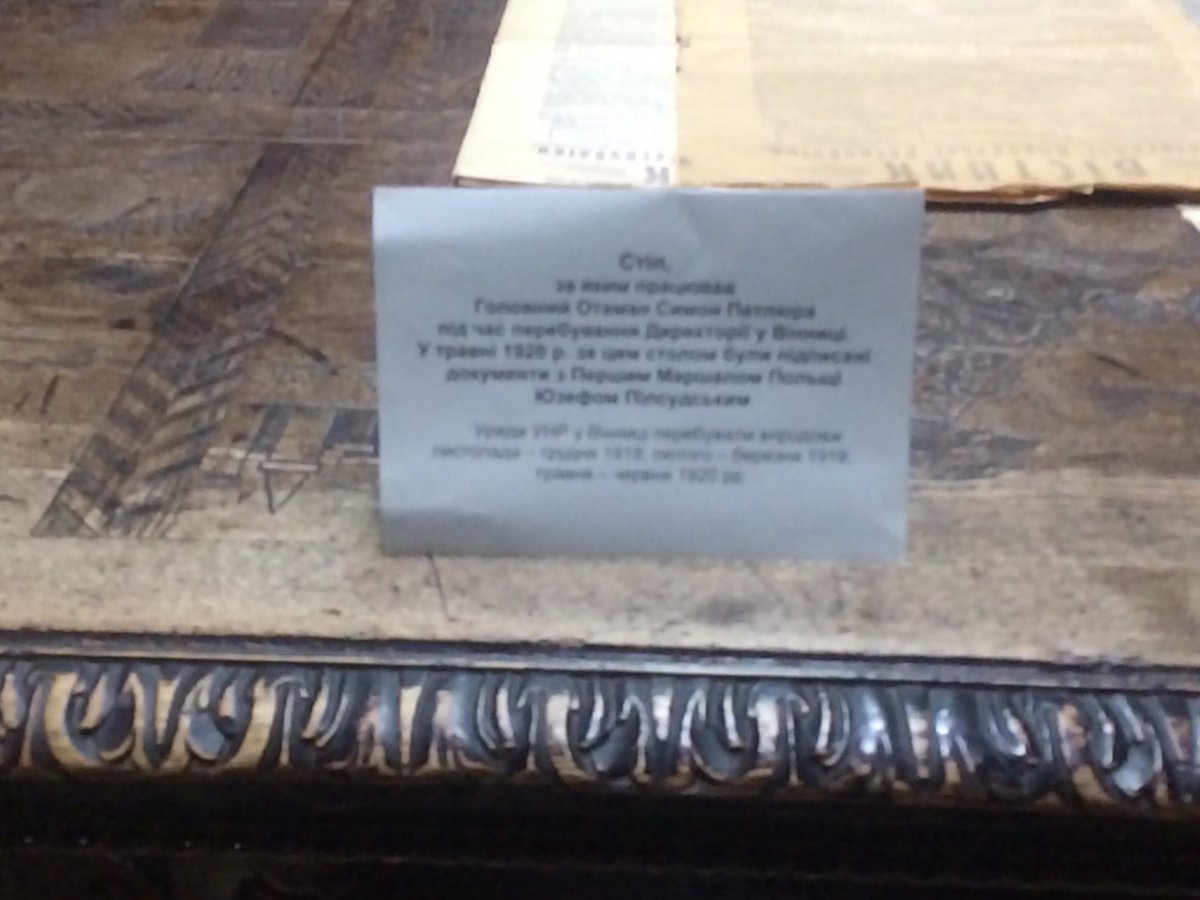 Стіл,
за яким працював
Головний Отаман Симон Петлюра
під час перебування Директорії у Вінниці.
У травні 1920 р. за цим столом були підписані
документи з Першим Маршалом Польщі
Юзефом Пілсудським
Уряди УНР у Вінниці перебували впродовж
листопада – грудня 1918, лютого – березня 1919,
травня – червня 1920 рр.